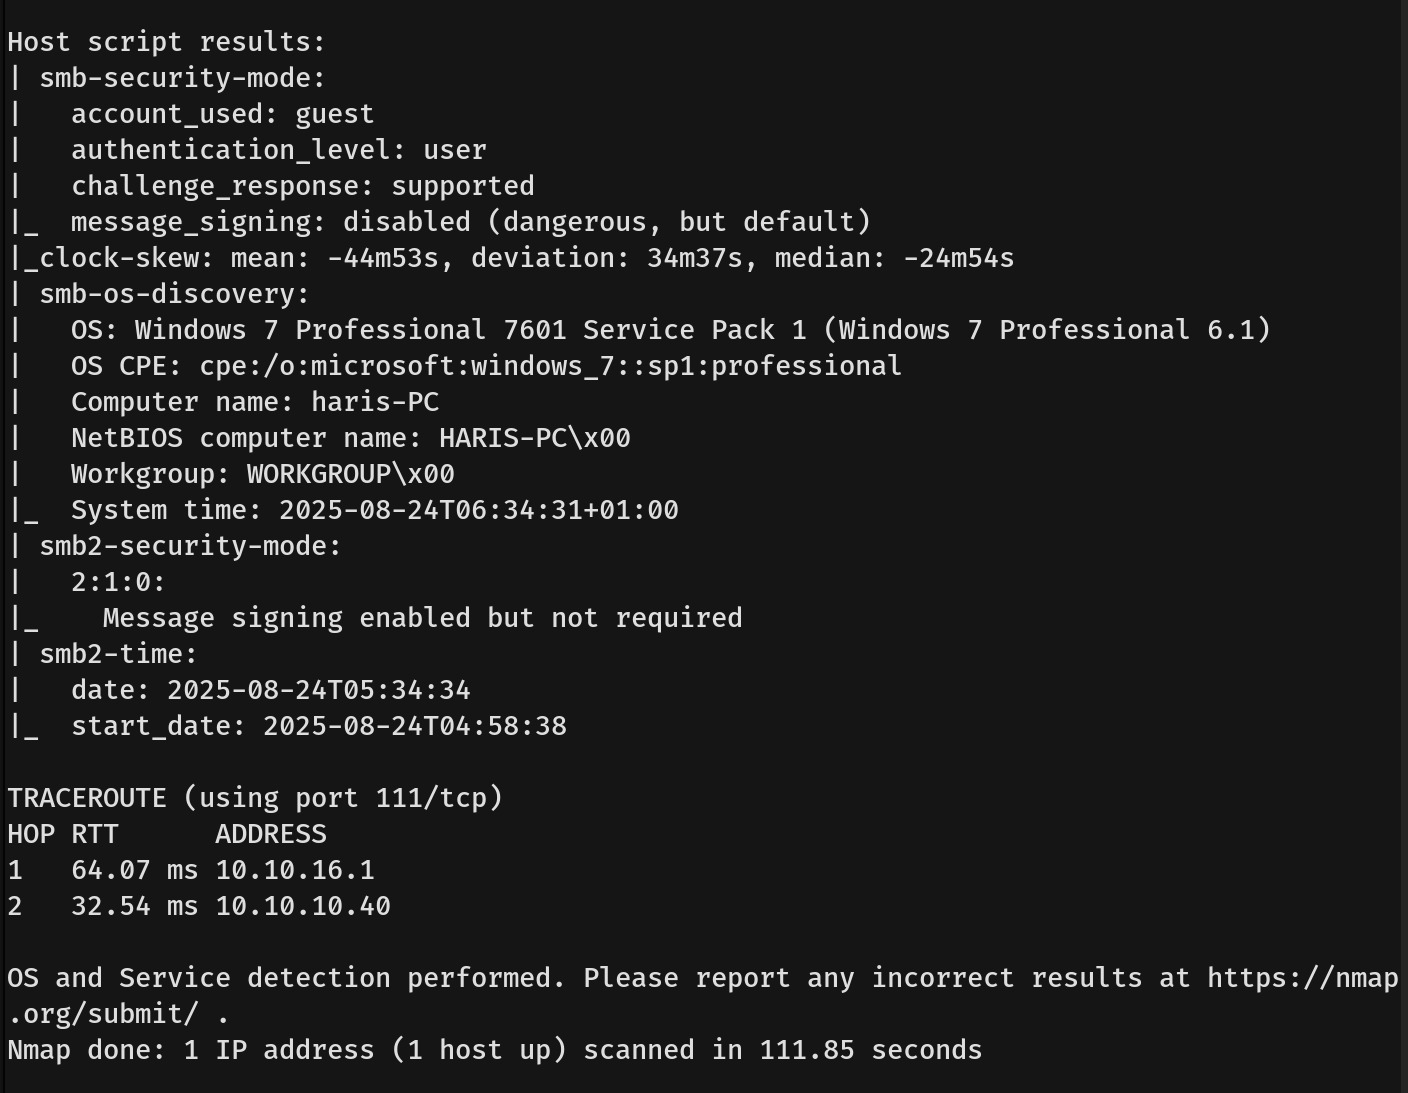 Host script results:
| smb-security-mode:
|   account_used: guest
|   authentication_level: user
|   challenge_response: supported
|_  message_signing: disabled (dangerous, but default)
|_clock-skew: mean: -44m53s, deviation: 34m37s, median: -24m54s
| smb-os-discovery:
|   OS: Windows 7 Professional 7601 Service Pack 1 (Windows 7 Professional 6.1)
|   OS CPE: cpe:/o:microsoft:windows_7::sp1:professional
|   Computer name: haris-PC
|   NetBIOS computer name: HARIS-PC\x00
|   Workgroup: WORKGROUP\x00
|_  System time: 2025-08-24T06:34:31+01:00
| smb2-security-mode:
|   2:1:0:
|_    Message signing enabled but not required
| smb2-time:
|   date: 2025-08-24T05:34:34
|_  start_date: 2025-08-24T04:58:38

TRACEROUTE (using port 111/tcp)
HOP RTT      ADDRESS
1   64.07 ms 10.10.16.1
2   32.54 ms 10.10.10.40

OS and Service detection performed. Please report any incorrect results at https://nmap
.org/submit/ .
Nmap done: 1 IP address (1 host up) scanned in 111.85 seconds